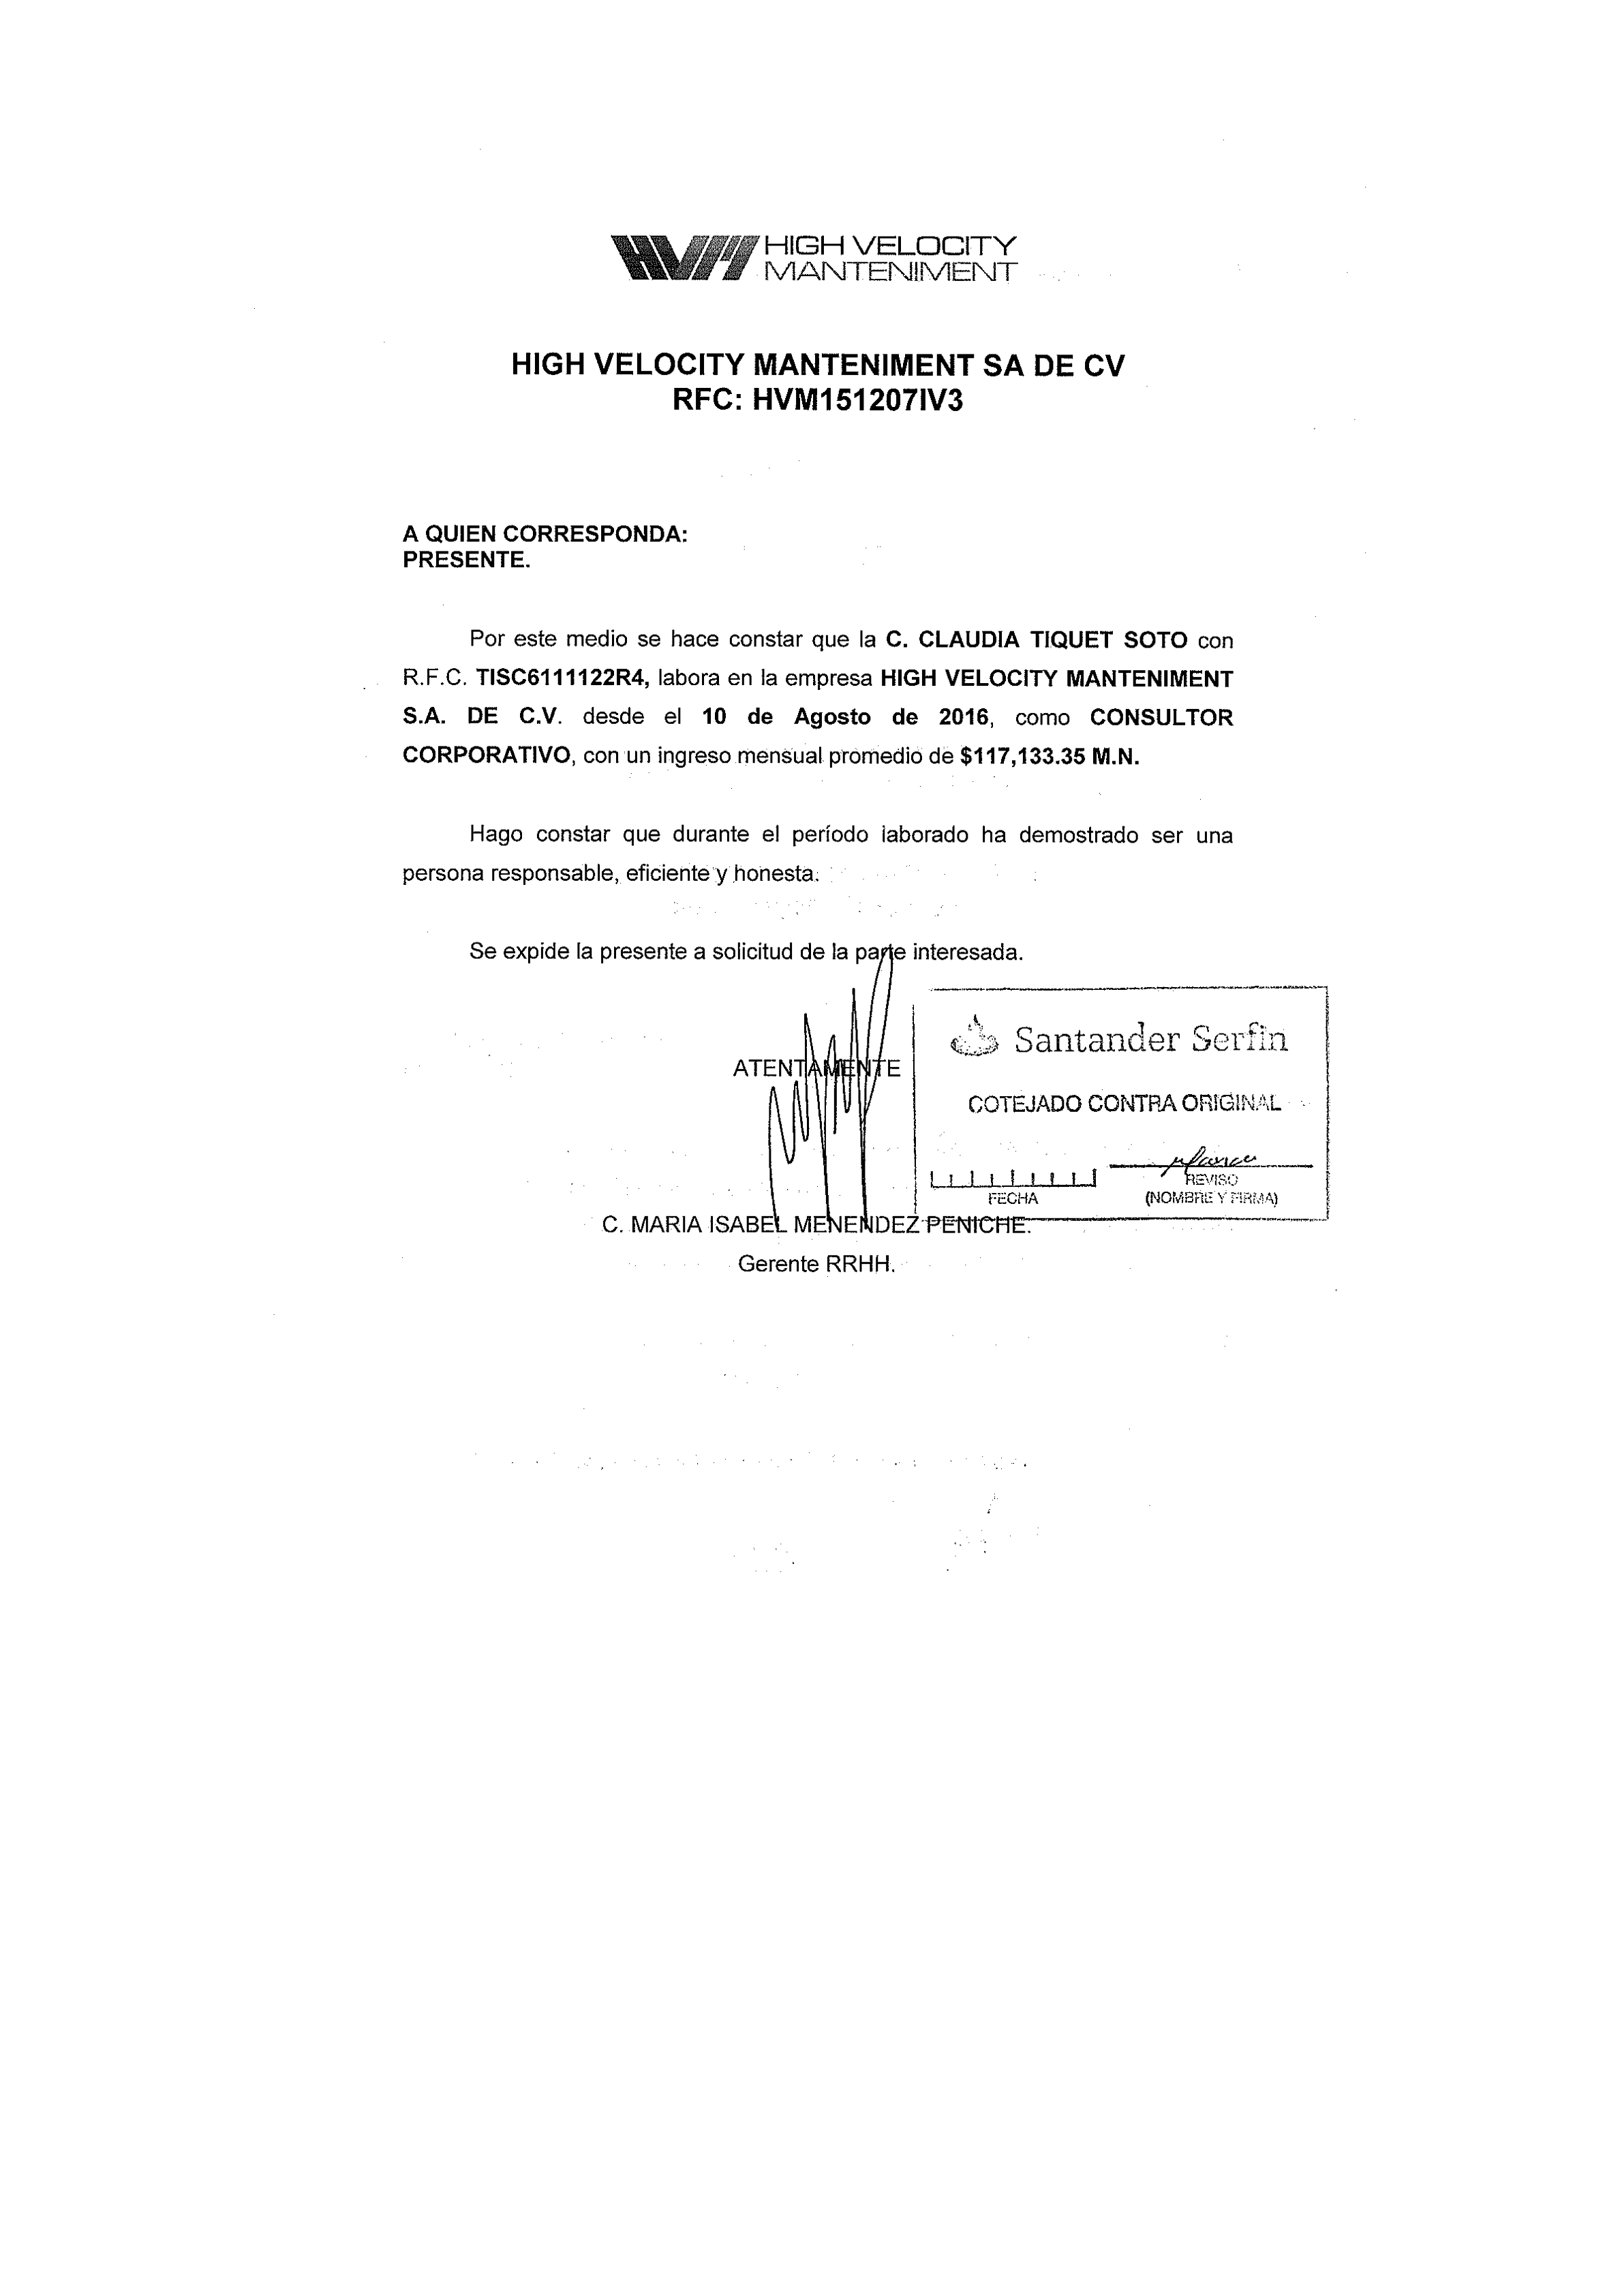 HVM HIGH VELOCITY
MANTENIMENT
HIGH VELOCITY MANTENIMENT SA DE CV
RFC: HVM151207IV3
A QUIEN CORRESPONDA:
PRESENTE.
Por este medio se hace constar que la C. CLAUDIA TIQUET SOTO con
R.F.C. TISC6111122R4, labora en la empresa HIGH VELOCITY MANTENIMENT
S.A. DE C.V. desde el 10 de Agosto de 2016, como CONSULTOR
CORPORATIVO, con un ingreso mensual promedio de $117,133.35 M.N.
Hago constar que durante el período laborado ha demostrado ser una
persona responsable, eficiente y honesta.
Se expide la presente a solicitud de la parte interesada.
ATENTAMENTE
Santander Serfin
COTEJADO CONTRA ORIGINAL
FECHA
REVISO
(NOMBRE Y FIRMA)
C. MARIA ISABEL MENENDEZ PENICHE.
Gerente RRHH.